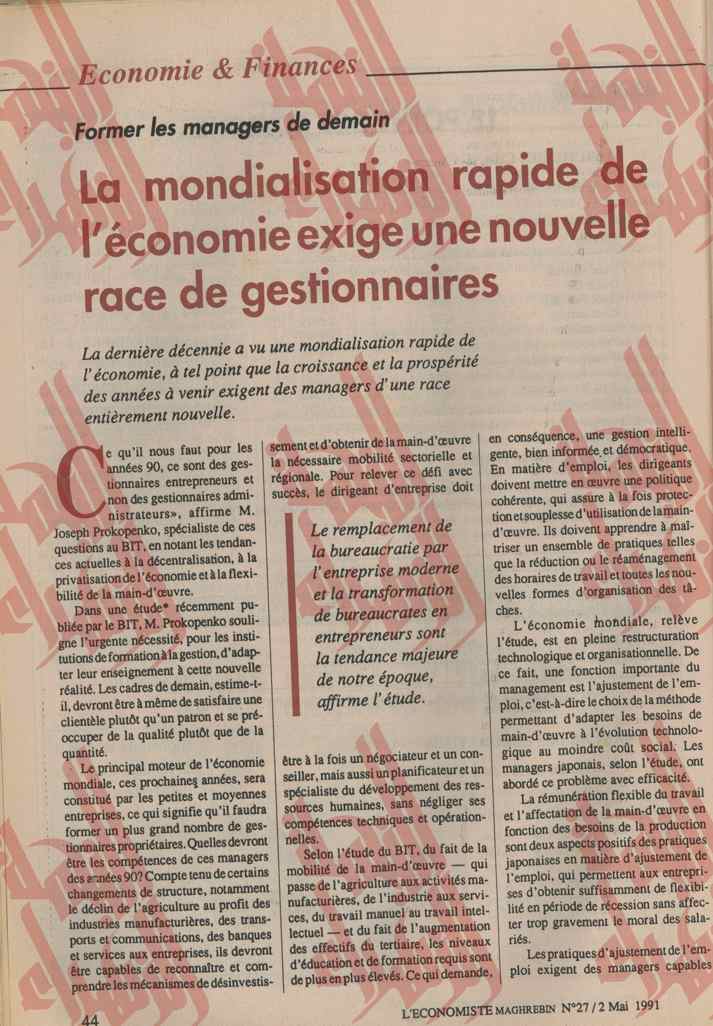 Economie & Finances
Former les managers de demain
La mondialisation rapide de
l'économie exige une nouvelle
race de gestionnaires
La dernière décennie a vu une mondialisation rapide de
l'économie, à tel point que la croissance et la prospérité
des années à venir exigent des managers d'une race
entièrement nouvelle.
Ce qu'il nous faut pour les
années 90, ce sont des ges-
tionnaires entrepreneurs et
non des gestionnaires admi-
nistrateurs», affirme M.
Joseph Prokopenko, spécialiste de ces
questions au BIT, en notant les tendan-
ces actuelles à la décentralisation, à la
privatisation de l'économie et à la flexi-
bilité de la main-d'œuvre.
Dans une étude* récemment pu-
bliée par le BIT, M. Prokopenko souli-
gne l'urgente nécessité, pour les insti-
tutions de formation à la gestion, d'adap-
ter leur enseignement à cette nouvelle
réalité. Les cadres de demain, estime-t-
il, devront être à même de satisfaire une
clientèle plutôt qu'un patron et se pré-
occuper de la qualité plutôt que de la
quantité.
Le principal moteur de l'économie
mondiale, ces prochaines années, sera
constitué par les petites et moyennes
entreprises, ce qui signifie qu'il faudra
former un plus grand nombre de ges-
tionnaires propriétaires. Quelles devront
être les compétences de ces managers
des années 90? Compte tenu de certains
changements de structure, notamment
le déclin de l'agriculture au profit des
industries manufacturières, des trans-
ports et communications, des banques
et services aux entreprises, ils devront
être capables de reconnaître et com-
prendre les mécanismes de désinvestis-
sement et d'obtenir de la main-d'œuvre
la nécessaire mobilité sectorielle et
régionale. Pour relever ce défi avec
succès, le dirigeant d'entreprise doit
Le remplacement de
la bureaucratie par
l'entreprise moderne
et la transformation
de bureaucrates en
entrepreneurs sont
la tendance majeure
de notre époque,
affirme l'étude.
être à la fois un négociateur et un con-
seiller, mais aussi un planificateur et un
spécialiste du développement des res-
sources humaines, sans négliger ses
compétences techniques et opération-
nelles.
Selon l'étude du BIT, du fait de la
mobilité de la main-d'œuvre — qui
passe de l'agriculture aux activités ma-
nufacturières, de l'industrie aux servi-
ces, du travail manuel au travail intel-
lectuel — et du fait de l'augmentation
des effectifs du tertiaire, les niveaux
d'éducation et de formation requis sont
de plus en plus élevés. Ce qui demande,
en conséquence, une gestion intelli-
gente, bien informée et démocratique.
En matière d'emploi, les dirigeants
doivent mettre en œuvre une politique
cohérente, qui assure à la fois protec-
tion et souplesse d'utilisation de la main-
d'œuvre. Ils doivent apprendre à maî-
triser un ensemble de pratiques telles
que la réduction ou le réaménagement
des horaires de travail et toutes les nou-
velles formes d'organisation des tâ-
ches.
L'économie mondiale, relève
l'étude, est en pleine restructuration
technologique et organisationnelle. De
ce fait, une fonction importante du
management est l'ajustement de l'em-
ploi, c'est-à-dire le choix de la méthode
permettant d'adapter les besoins de
main-d'œuvre à l'évolution technolo-
gique au moindre coût social. Les
managers japonais, selon l'étude, ont
abordé ce problème avec efficacité.
La rémunération flexible du travail
et l'affectation de la main-d'œuvre en
fonction des besoins de la production
sont deux aspects positifs des pratiques
japonaises en matière d'ajustement de
l'emploi, qui permettent aux entrepri-
ses d'obtenir suffisamment de flexibi-
lité en période de récession sans affec-
ter trop gravement le moral des sala-
riés.
Les pratiques d'ajustement de l'em-
ploi exigent des managers capables
44
L'ECONOMISTE MAGHREBIN N°27/2 Mai 1991